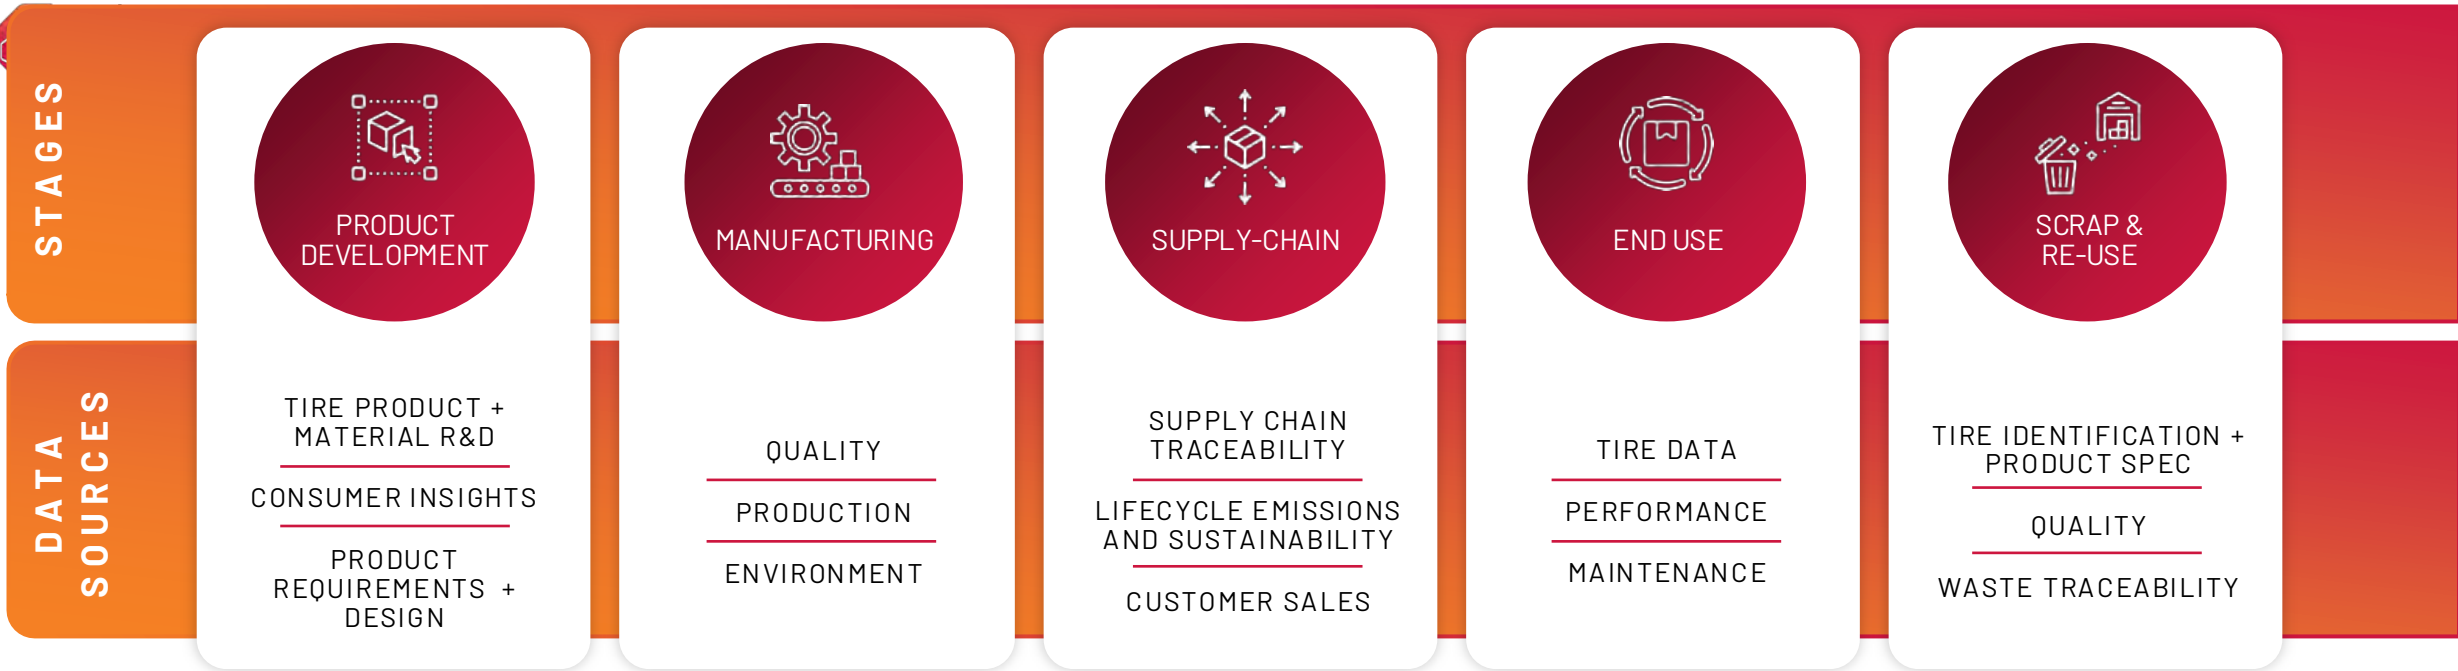 STAGES
PRODUCT
DEVELOPMENT
MANUFACTURING
SUPPLY-CHAIN
END USE
SCRAP &
RE-USE
DATA
SOURCES
TIRE PRODUCT +
MATERIAL R&D
CONSUMER INSIGHTS
PRODUCT
REQUIREMENTS +
DESIGN
QUALITY
PRODUCTION
ENVIRONMENT
SUPPLY CHAIN
TRACEABILITY
LIFECYCLE EMISSIONS
AND SUSTAINABILITY
CUSTOMER SALES
TIRE DATA
PERFORMANCE
MAINTENANCE
TIRE IDENTIFICATION +
PRODUCT SPEC
QUALITY
WASTE TRACEABILITY